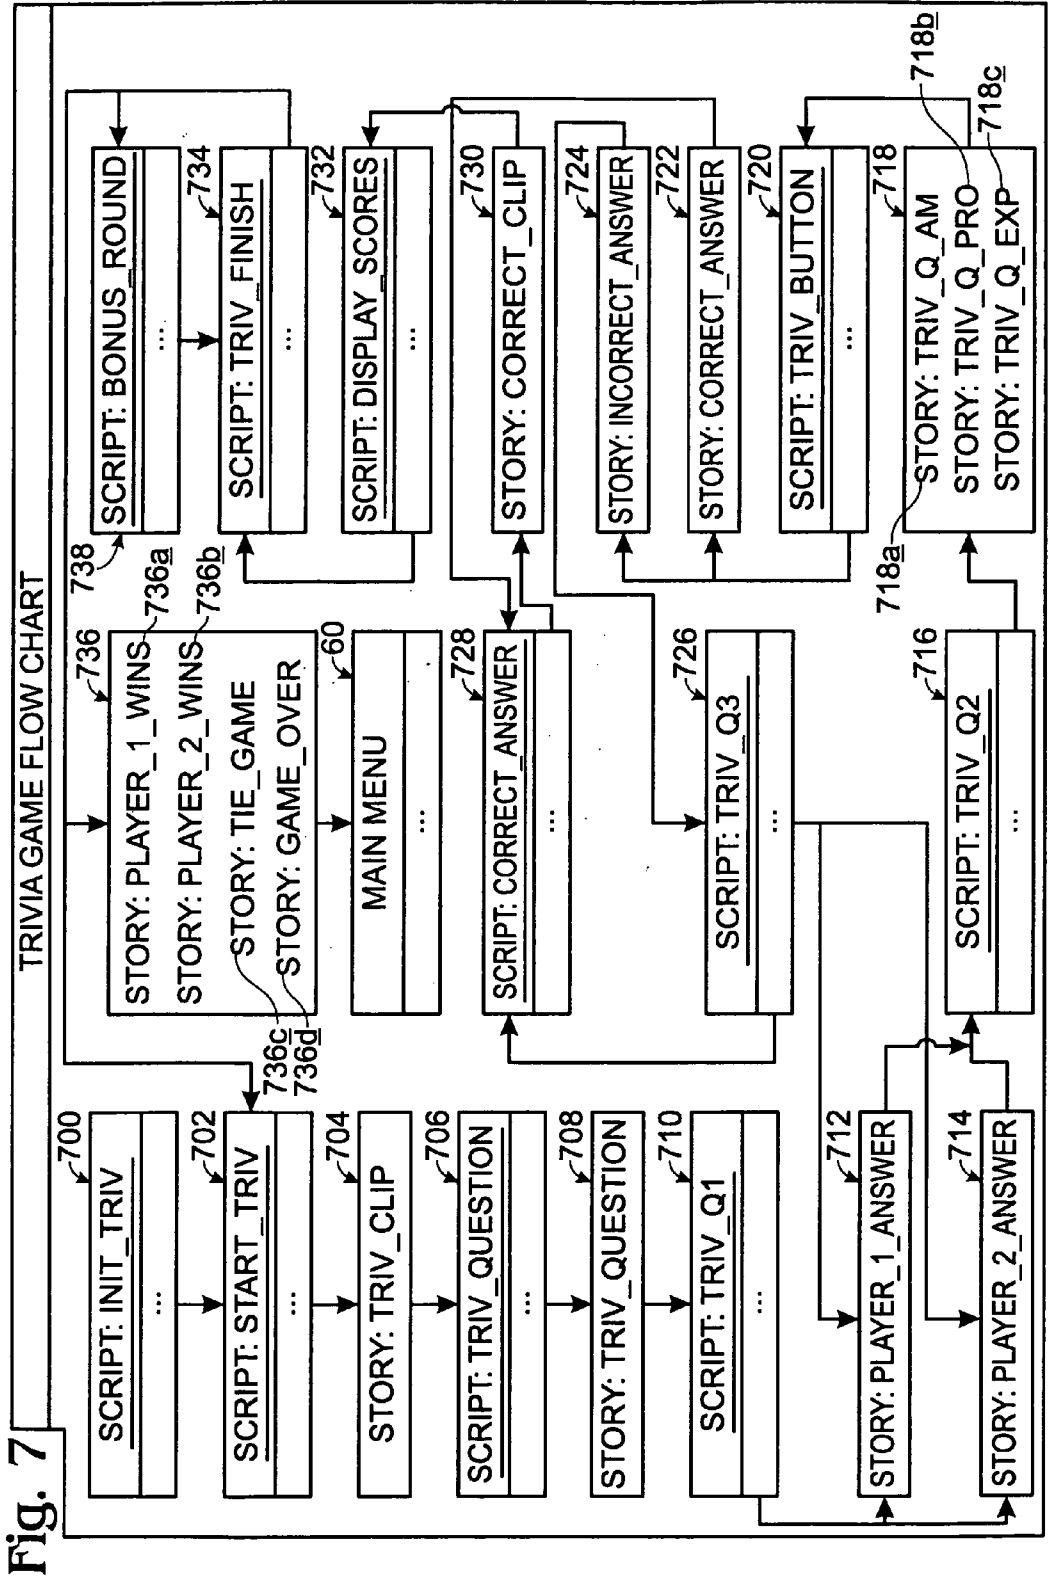 Fig. 7
TRIVIA GAME FLOW CHART
700
SCRIPT: INIT_TRIV
...
702
SCRIPT: START_TRIV
...
704
STORY: TRIV_CLIP
706
SCRIPT: TRIV_QUESTION
...
708
STORY: TRIV_QUESTION
710
SCRIPT: TRIV_Q1
...
712
STORY: PLAYER_1_ANSWER
714
STORY: PLAYER_2_ANSWER
736
STORY: PLAYER_1_WINS
736a
STORY: PLAYER_2_WINS
736b
STORY: TIE_GAME
736c
STORY: GAME_OVER
736d
60
MAIN MENU
...
728
SCRIPT: CORRECT_ANSWER
...
726
SCRIPT: TRIV_Q3
...
716
SCRIPT: TRIV_Q2
...
738
SCRIPT: BONUS_ROUND
...
734
SCRIPT: TRIV_FINISH
...
732
SCRIPT: DISPLAY_SCORES
...
730
STORY: CORRECT_CLIP
724
STORY: INCORRECT_ANSWER
722
STORY: CORRECT_ANSWER
720
SCRIPT: TRIV_BUTTON
...
718
718a
STORY: TRIV_Q_AM
STORY: TRIV_Q_PRO
718b
STORY: TRIV_Q_EXP
718c